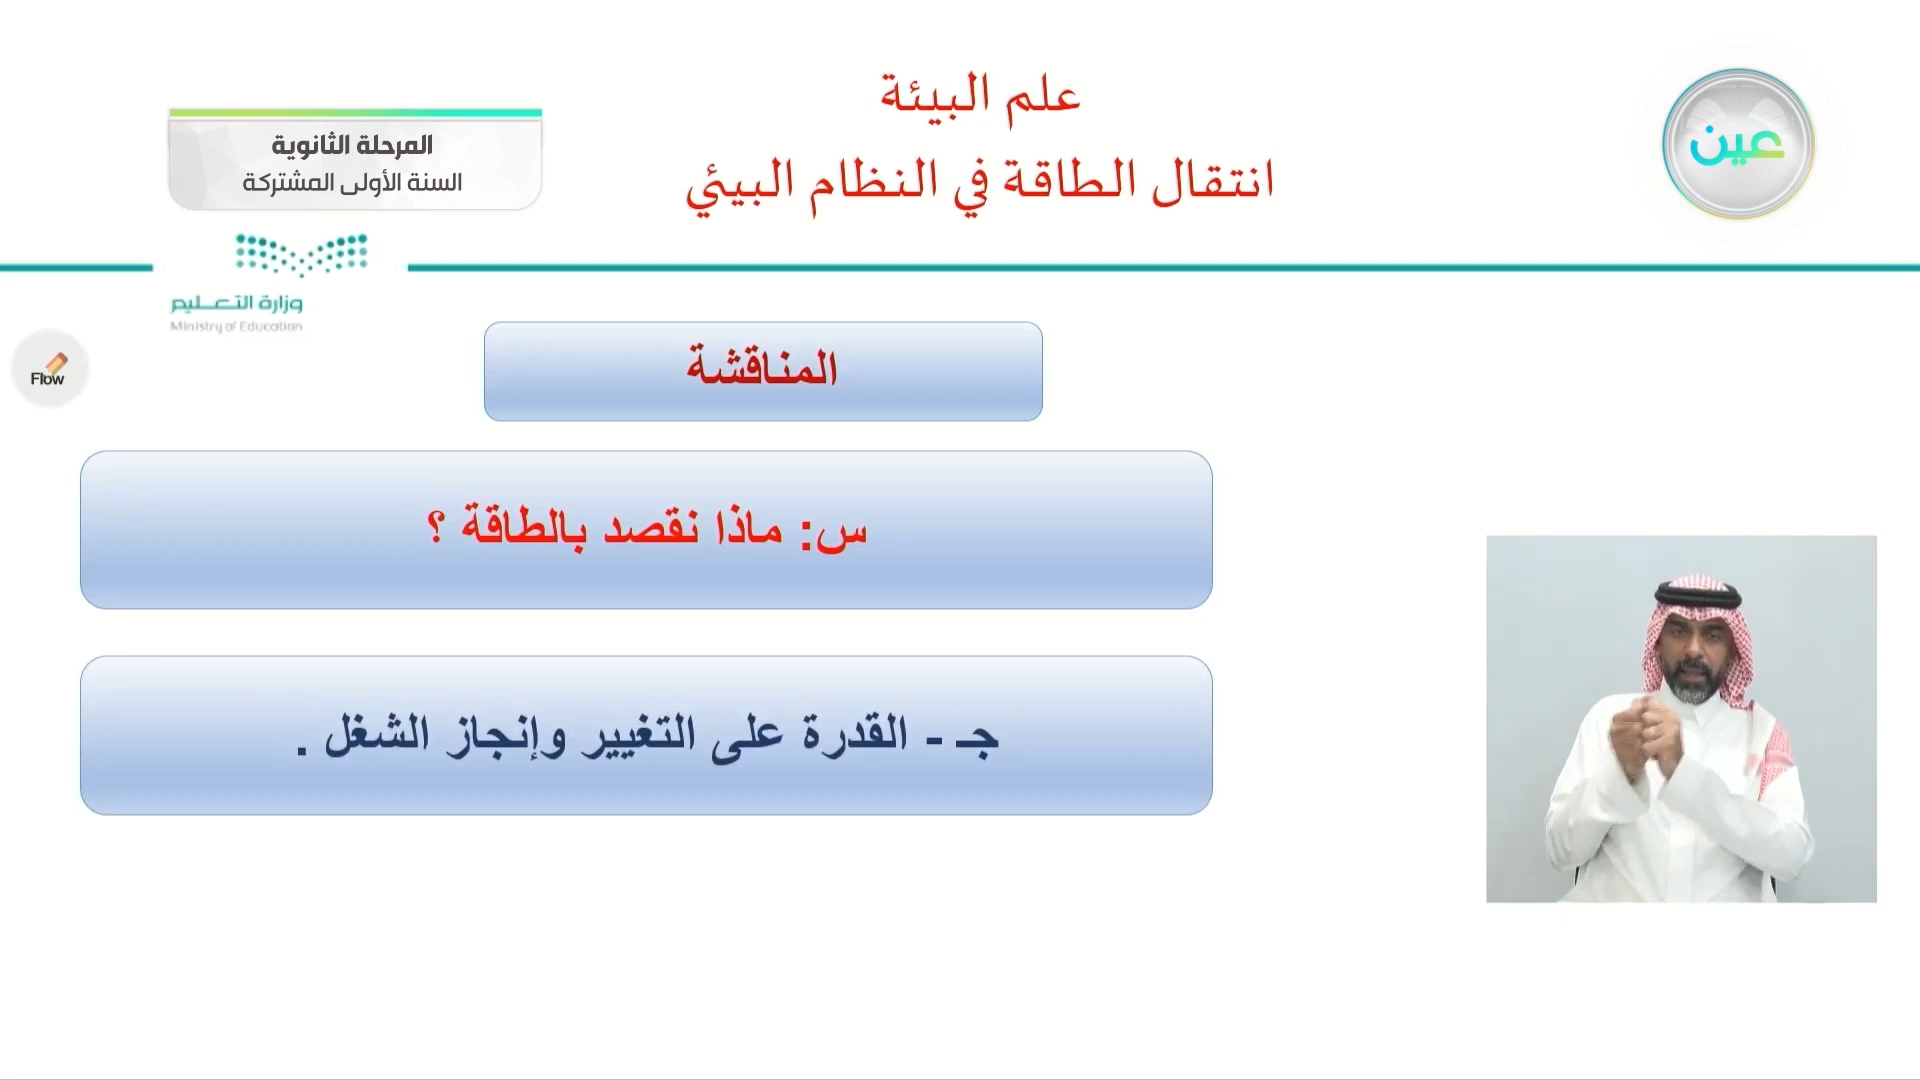 علم البيئة
انتقال الطاقة في النظام البيئي
عين
المرحلة الثانوية
السنة الأولى المشتركة
وزارة التعليم
Ministry of Education
Flow
المناقشة
س: ماذا نقصد بالطاقة ؟
جـ - القدرة على التغيير وإنجاز الشغل .